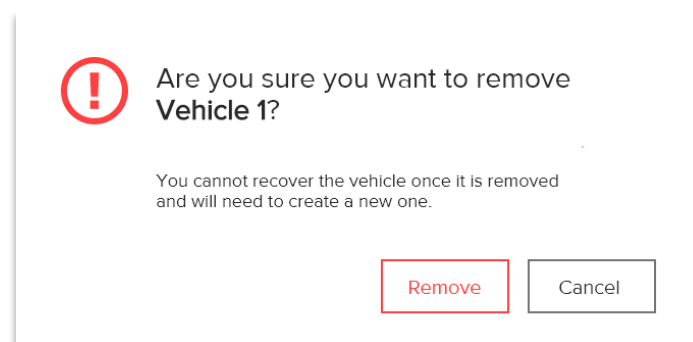 Are you sure you want to remove
Vehicle 1?
You cannot recover the vehicle once it is removed
and will need to create a new one.
Remove
Cancel